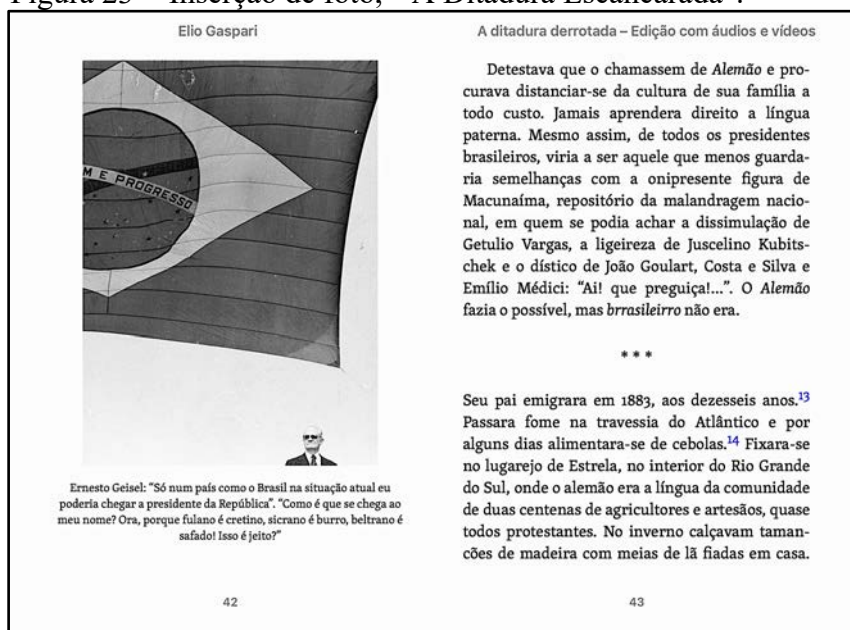 Figura 25 – Inserção de foto, “A Ditadura Escancarada”.
Elio Gaspari
M E PROGRESSO
Ernesto Geisel: “Só num país como o Brasil na situação atual eu
poderia chegar a presidente da República”. “Como é que se chega ao
meu nome? Ora, porque fulano é cretino, sicrano é burro, beltrano é
safado! Isso é jeito?”
42
A ditadura derrotada – Edição com áudios e vídeos
Detestava que o chamassem de Alemão e pro-
curava distanciar-se da cultura de sua família a
todo custo. Jamais aprendera direito a língua
paterna. Mesmo assim, de todos os presidentes
brasileiros, viria a ser aquele que menos guarda-
ria semelhanças com a onipresente figura de
Macunaíma, repositório da malandragem nacio-
nal, em quem se podia achar a dissimulação de
Getulio Vargas, a ligeireza de Juscelino Kubits-
chek e o dístico de João Goulart, Costa e Silva e
Emílio Médici: “Ai! que preguiça!...”. O Alemão
fazia o possível, mas brrasileirro não era.
* * *
Seu pai emigrara em 1883, aos dezesseis anos.13
Passara fome na travessia do Atlântico e por
alguns dias alimentara-se de cebolas.14 Fixara-se
no lugarejo de Estrela, no interior do Rio Grande
do Sul, onde o alemão era a língua da comunidade
de duas centenas de agricultores e artesãos, quase
todos protestantes. No inverno calçavam taman-
cões de madeira com meias de lã fiadas em casa.
43